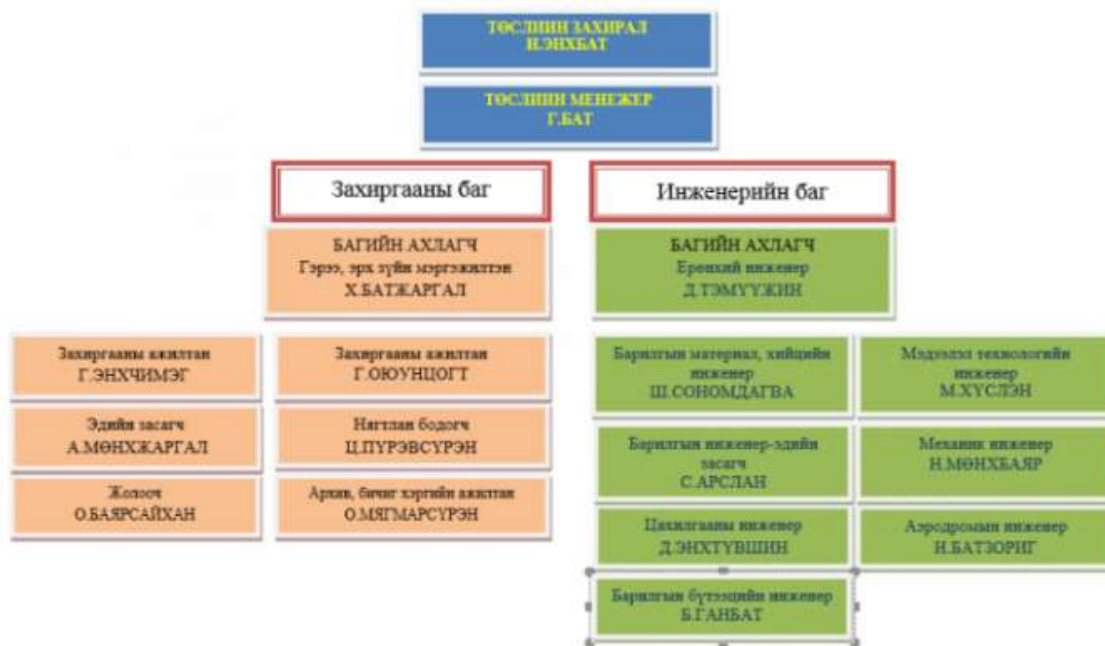 ТӨСЛИЙН ЗАХИРАЛ
Н.ЭНХБАТ
ТӨСЛИЙН МЕНЕЖЕР
Г.БАТ
Захиргааны баг
Инженерийн баг
БАГИЙН АХЛАГЧ
Гэрээ, эрх зүйн мэргэжилтэн
Х.БАТЖАРГАЛ
БАГИЙН АХЛАГЧ
Ерөнхий инженер
Д.ТЭМҮҮЖИН
Захиргааны ажилтан
Г.ЭНХЧИМЭГ
Захиргааны ажилтан
Г.ОЮУНЦОГТ
Барилгын материал, хийцийн
инженер
Ш.СОНОМДАГВА
Мэдээлэл технологийн
инженер
М.ХҮСЛЭН
Эдийн засагч
А.МӨНХЖАРГАЛ
Нягтлан бодогч
Ц.ПҮРЭВСҮРЭН
Барилгын инженер-эдийн
засагч
С.АРСЛАН
Механик инженер
Н.МӨНХБАЯР
Жолооч
О.БАЯРСАЙХАН
Архив, бичиг хэргийн ажилтан
О.МЯГМАРСҮРЭН
Цахилгааны инженер
Д.ЭНХТҮВШИН
Аэродромын инженер
Н.БАТЗОРИГ
Барилгын бүтээцийн инженер
Б.ГАНБАТ